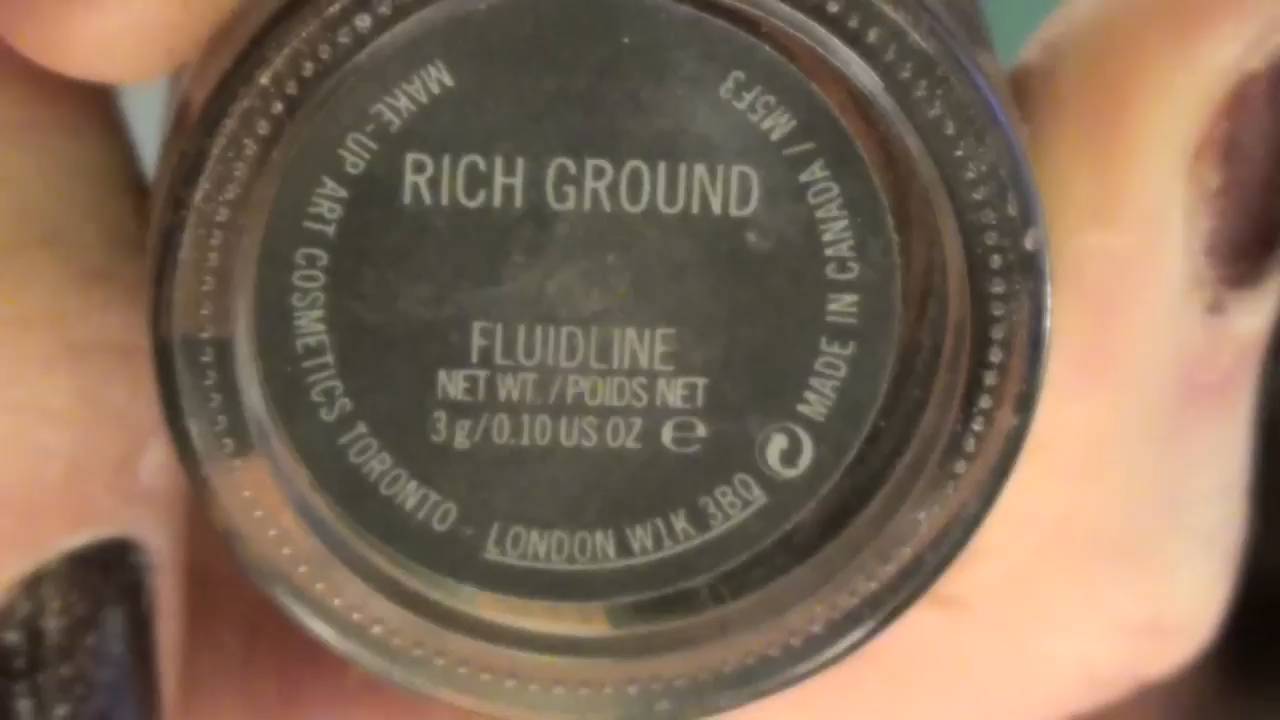 RICH GROUND
FLUIDLINE
NET WT. / POIDS NET
3 g/0.10 US OZ e
MAKE-UP ART COSMETICS TORONTO - LONDON W1K 3BQ
MADE IN CANADA / M5F3